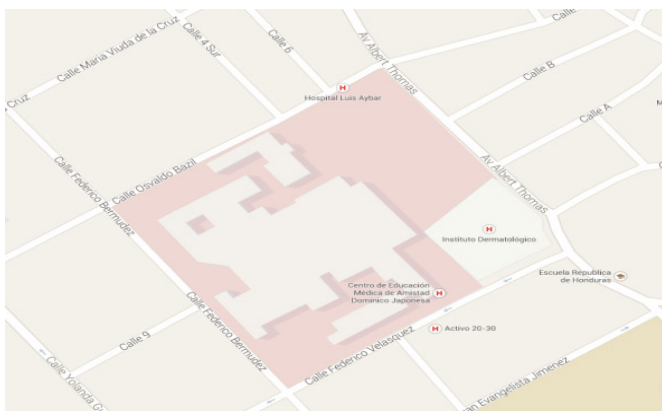 Calle
Calle Maria Viuda de la Cruz
Calle 4 Sur
Calle 6
Av Albert Thomas
Calle B
Cruz
Hospital Luis Aybar
Calle A
M
Calle Osvaldo Bazil
Av Albert Thomas
Calle Federico Bermudez
C
Instituto Dermatológico
Escuela Republica
de Honduras
Centro de Educación
Médica de Amistad
Dominico Japonesa
Activo 20-30
Calle 9
Calle Federico Bermudez
Calle Federico Velasquez
Calle Yolanda G
an Evangelista Jimenez